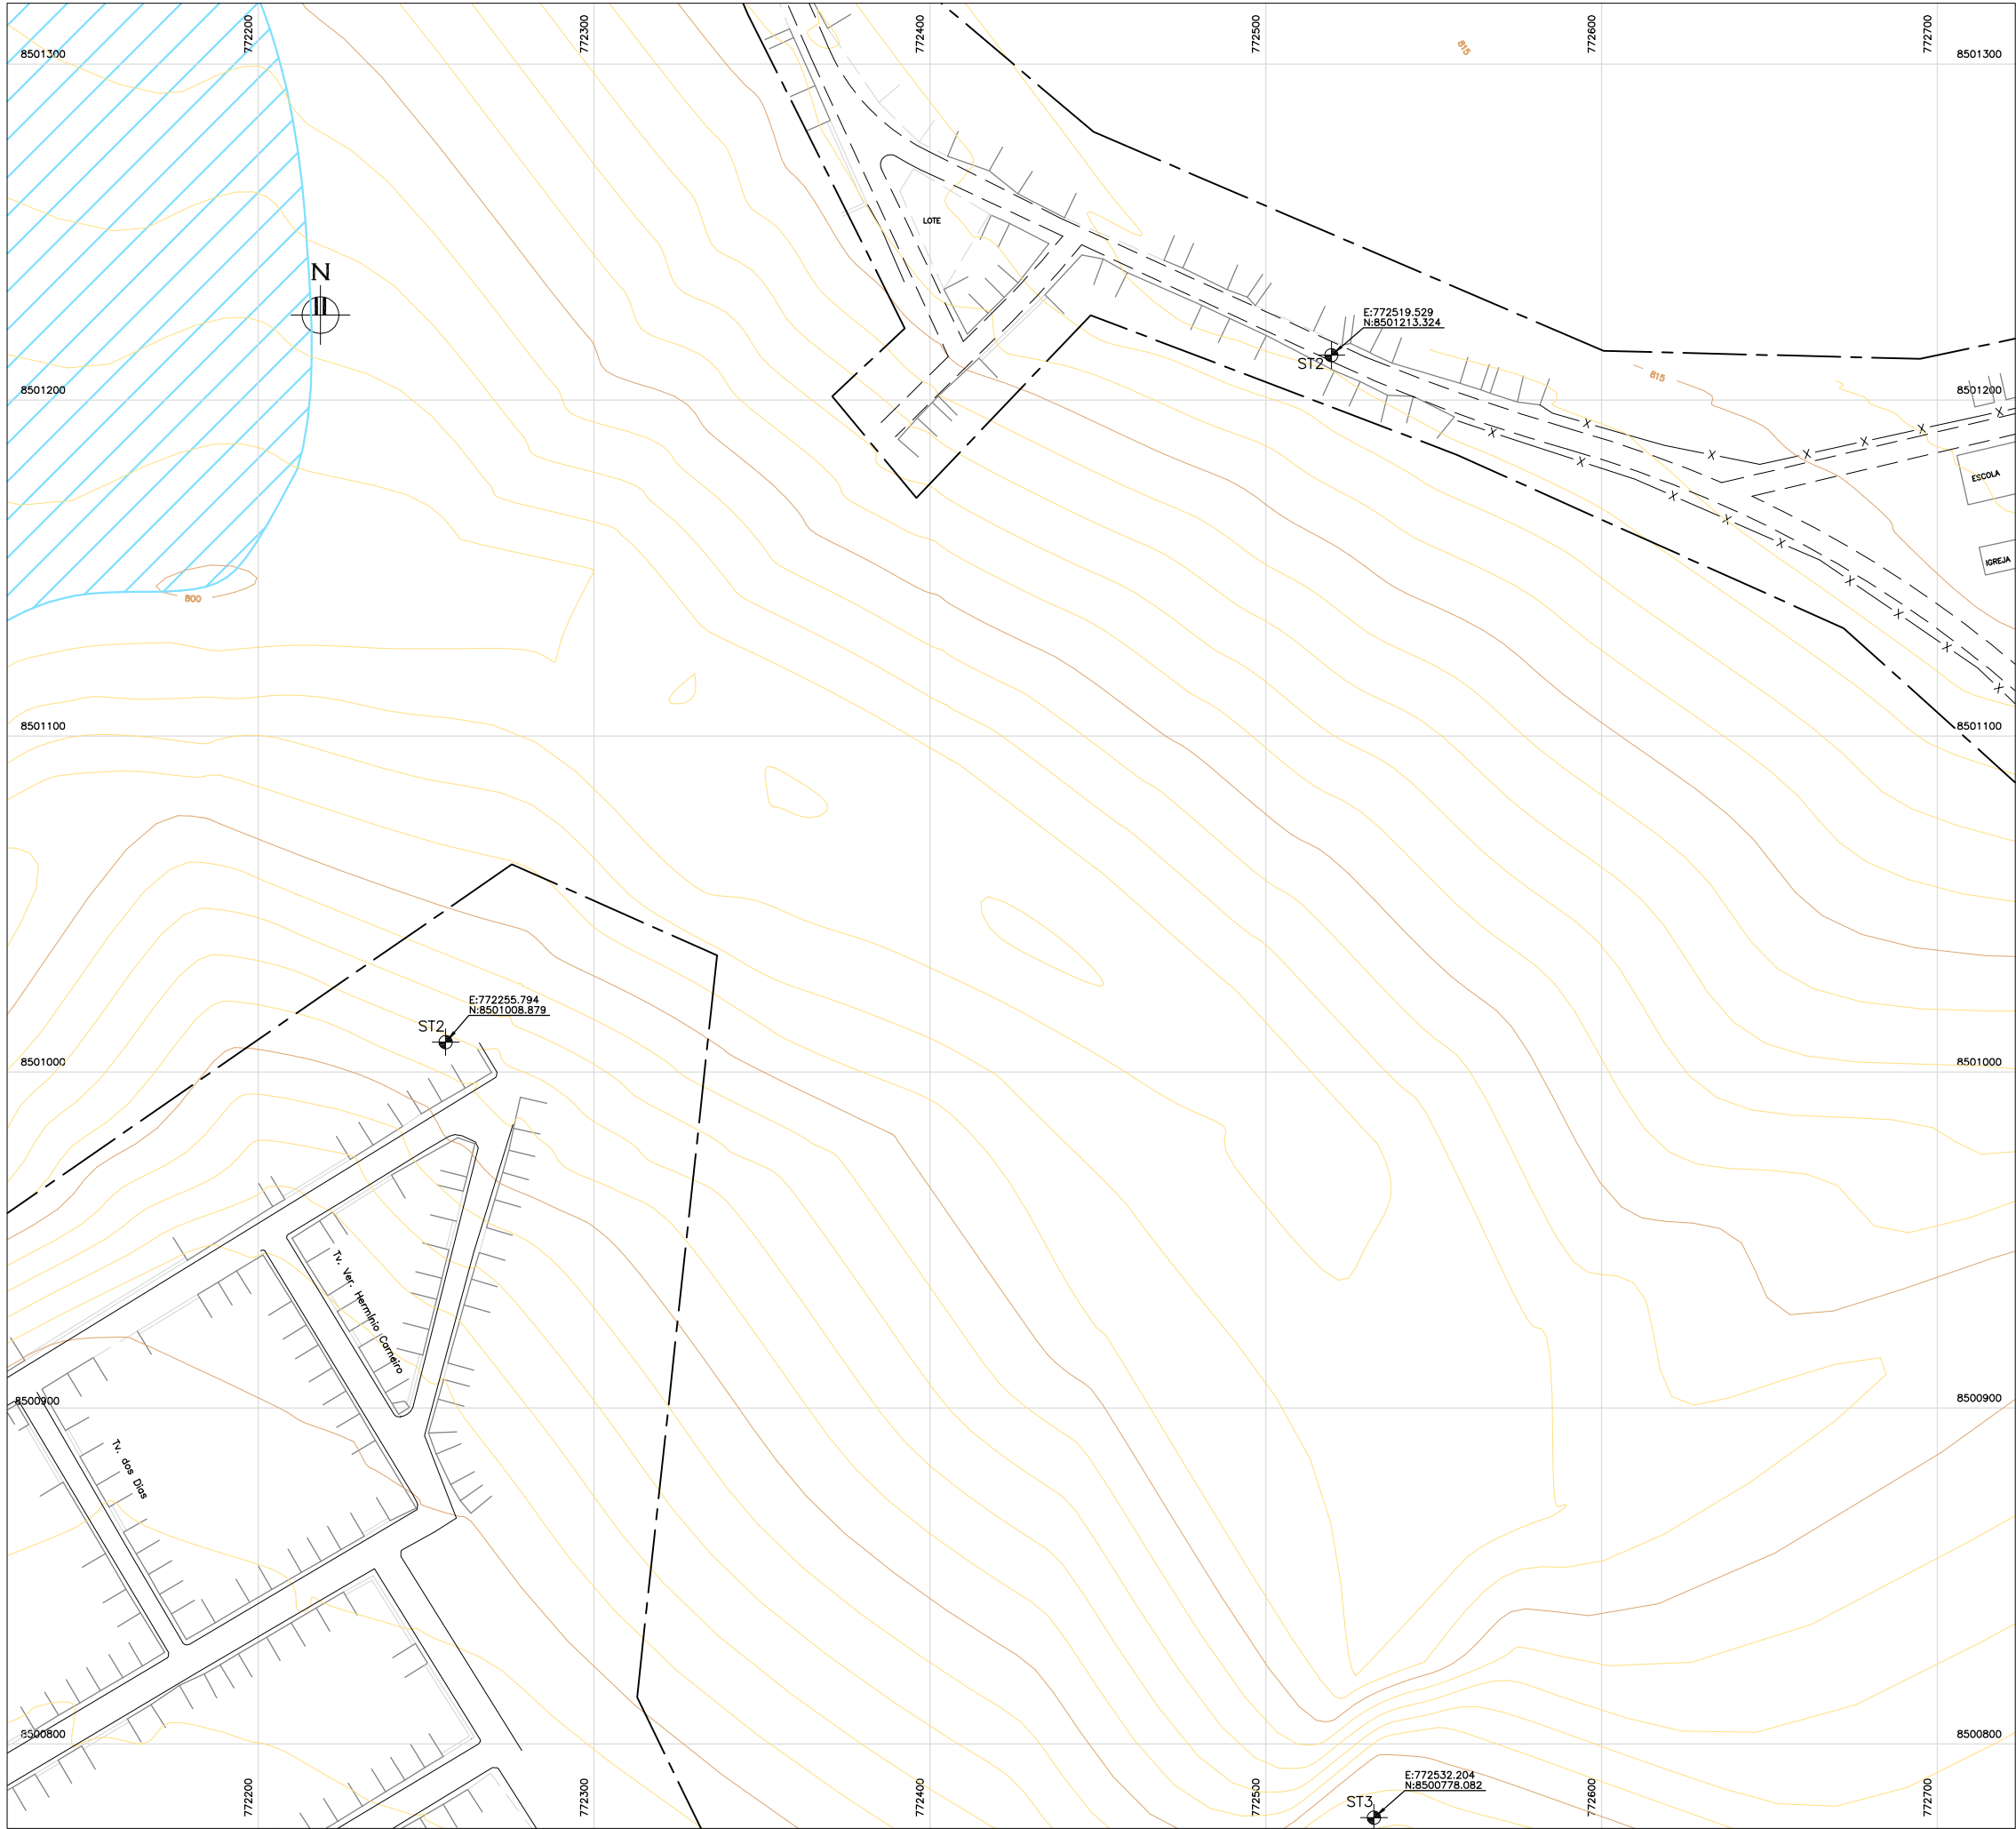 772200
772300
772400
772500
772600
772700
8501300
815
8501300
LOTE
N
E:772519.529
N:8501213.324
ST2
815
8501200
8501200
ESCOLA
IGREJA
800
8501100
8501100
E:772255.794
N:8501008.879
ST2
8501000
8501000
Tv. Ver. Hermínio Carneiro
8500900
8500900
Tv. dos Dias
8500800
8500800
772200
772300
772400
772500
772600
772700
E:772532.204
N:8500778.082
ST3